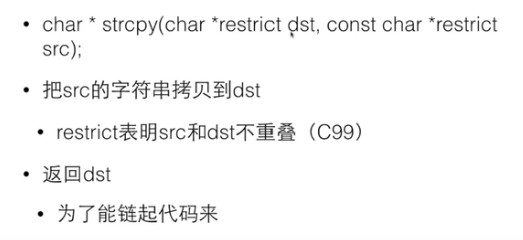 • char * strcpy(char *restrict dst, const char *restrict
src);
• 把src的字符串拷贝到dst
• restrict表明src和dst不重叠（C99）
• 返回dst
• 为了能链起代码来